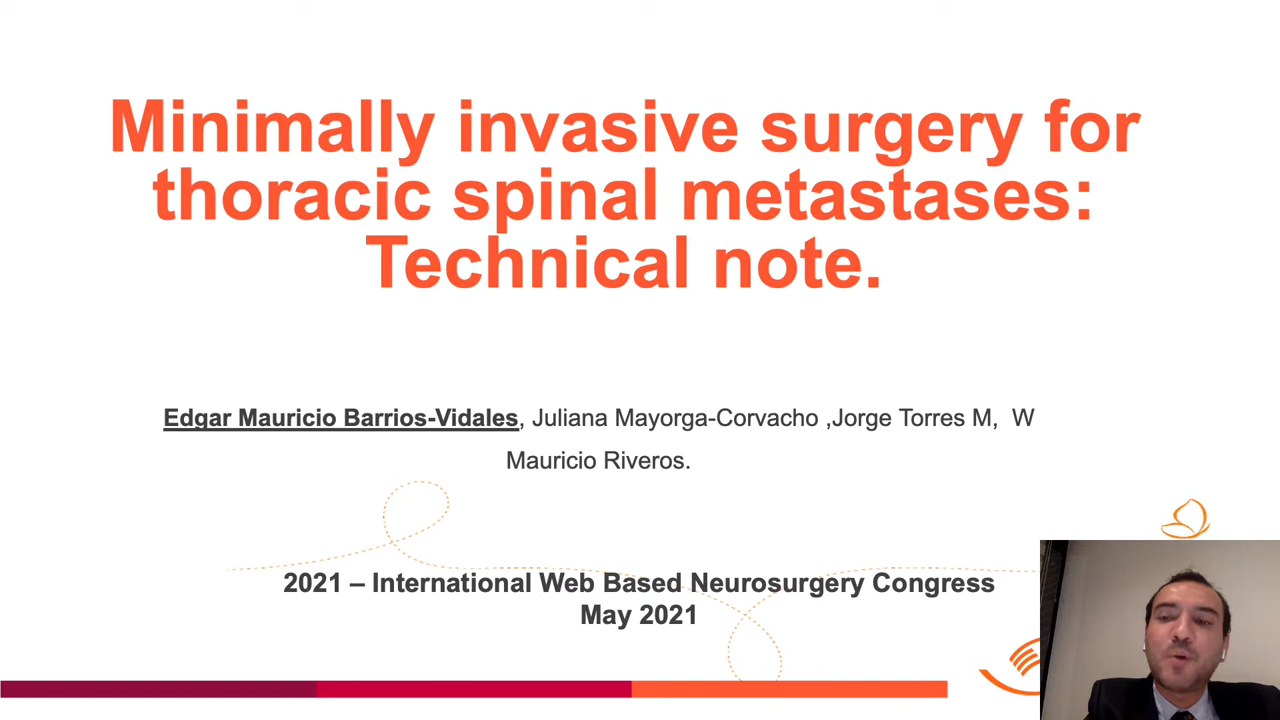 Minimally invasive surgery for
thoracic spinal metastases:
Technical note.
Edgar Mauricio Barrios-Vidales, Juliana Mayorga-Corvacho ,Jorge Torres M, W
Mauricio Riveros.
2021 – International Web Based Neurosurgery Congress
May 2021